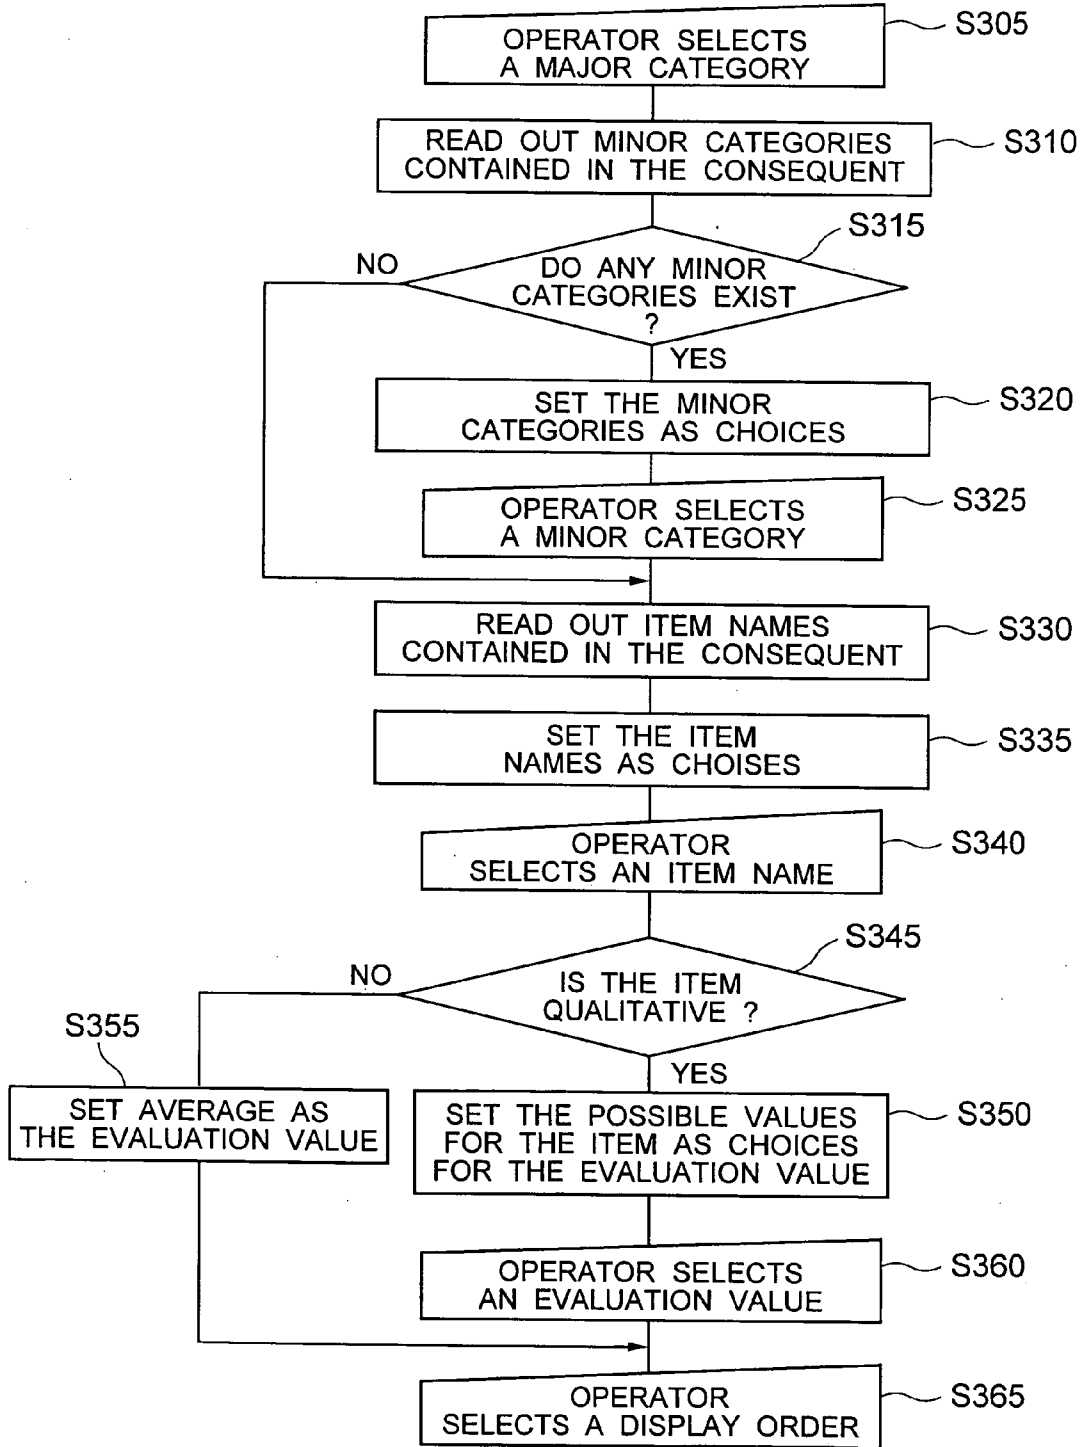 OPERATOR SELECTS
A MAJOR CATEGORY
S305
READ OUT MINOR CATEGORIES
CONTAINED IN THE CONSEQUENT
S310
S315
NO
DO ANY MINOR
CATEGORIES EXIST
?
YES
SET THE MINOR
CATEGORIES AS CHOICES
S320
OPERATOR SELECTS
A MINOR CATEGORY
S325
READ OUT ITEM NAMES
CONTAINED IN THE CONSEQUENT
S330
SET THE ITEM
NAMES AS CHOISES
S335
OPERATOR
SELECTS AN ITEM NAME
S340
S345
NO
IS THE ITEM
QUALITATIVE ?
YES
S355
SET AVERAGE AS
THE EVALUATION VALUE
SET THE POSSIBLE VALUES
FOR THE ITEM AS CHOICES
FOR THE EVALUATION VALUE
S350
OPERATOR SELECTS
AN EVALUATION VALUE
S360
OPERATOR
SELECTS A DISPLAY ORDER
S365